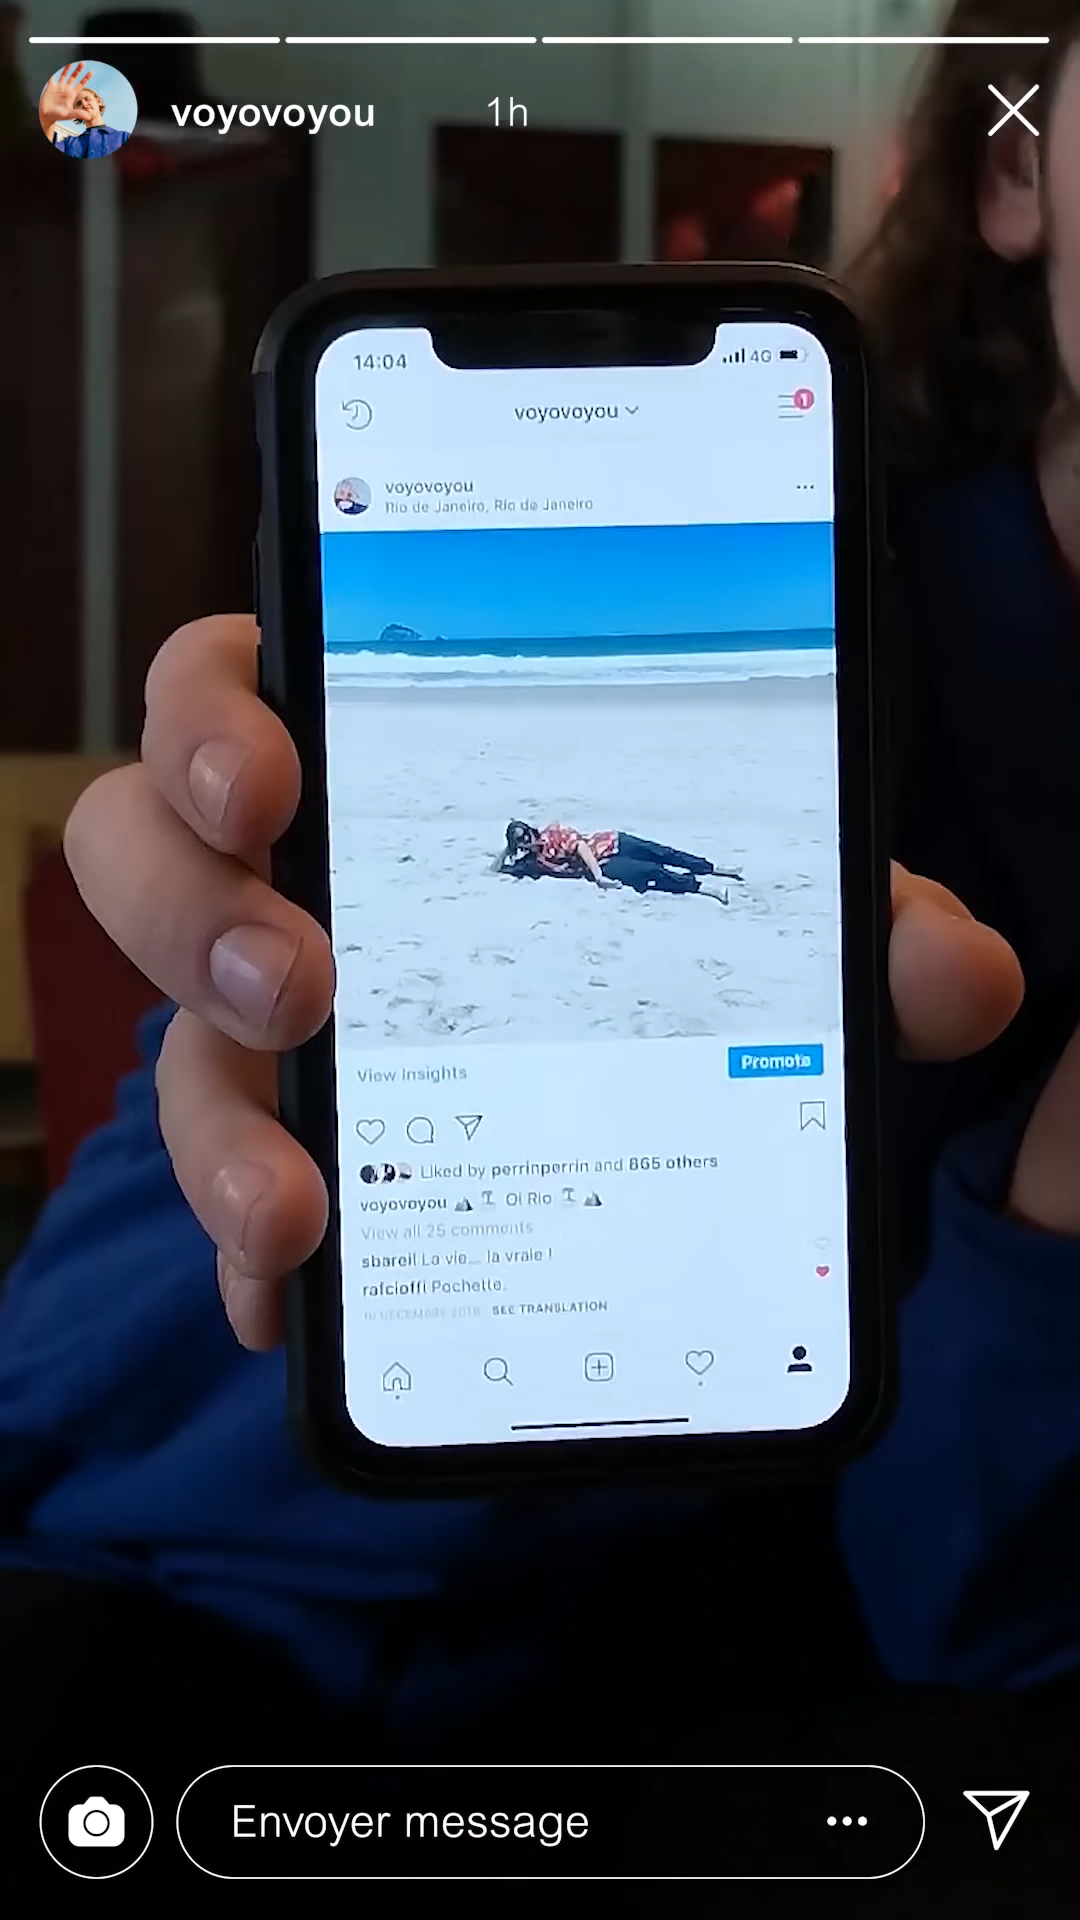 voyovoyou 1h
14:04 4G
voyovoyou
1
voyovoyou
Rio de Janeiro, Rio de Janeiro
View Insights
Promote
Liked by perrinperrin and 865 others
voyovoyou Oi Rio
View all 25 comments
sbareil La vie... la vraie !
rafcioffi Pochette.
SEE TRANSLATION
Envoyer message